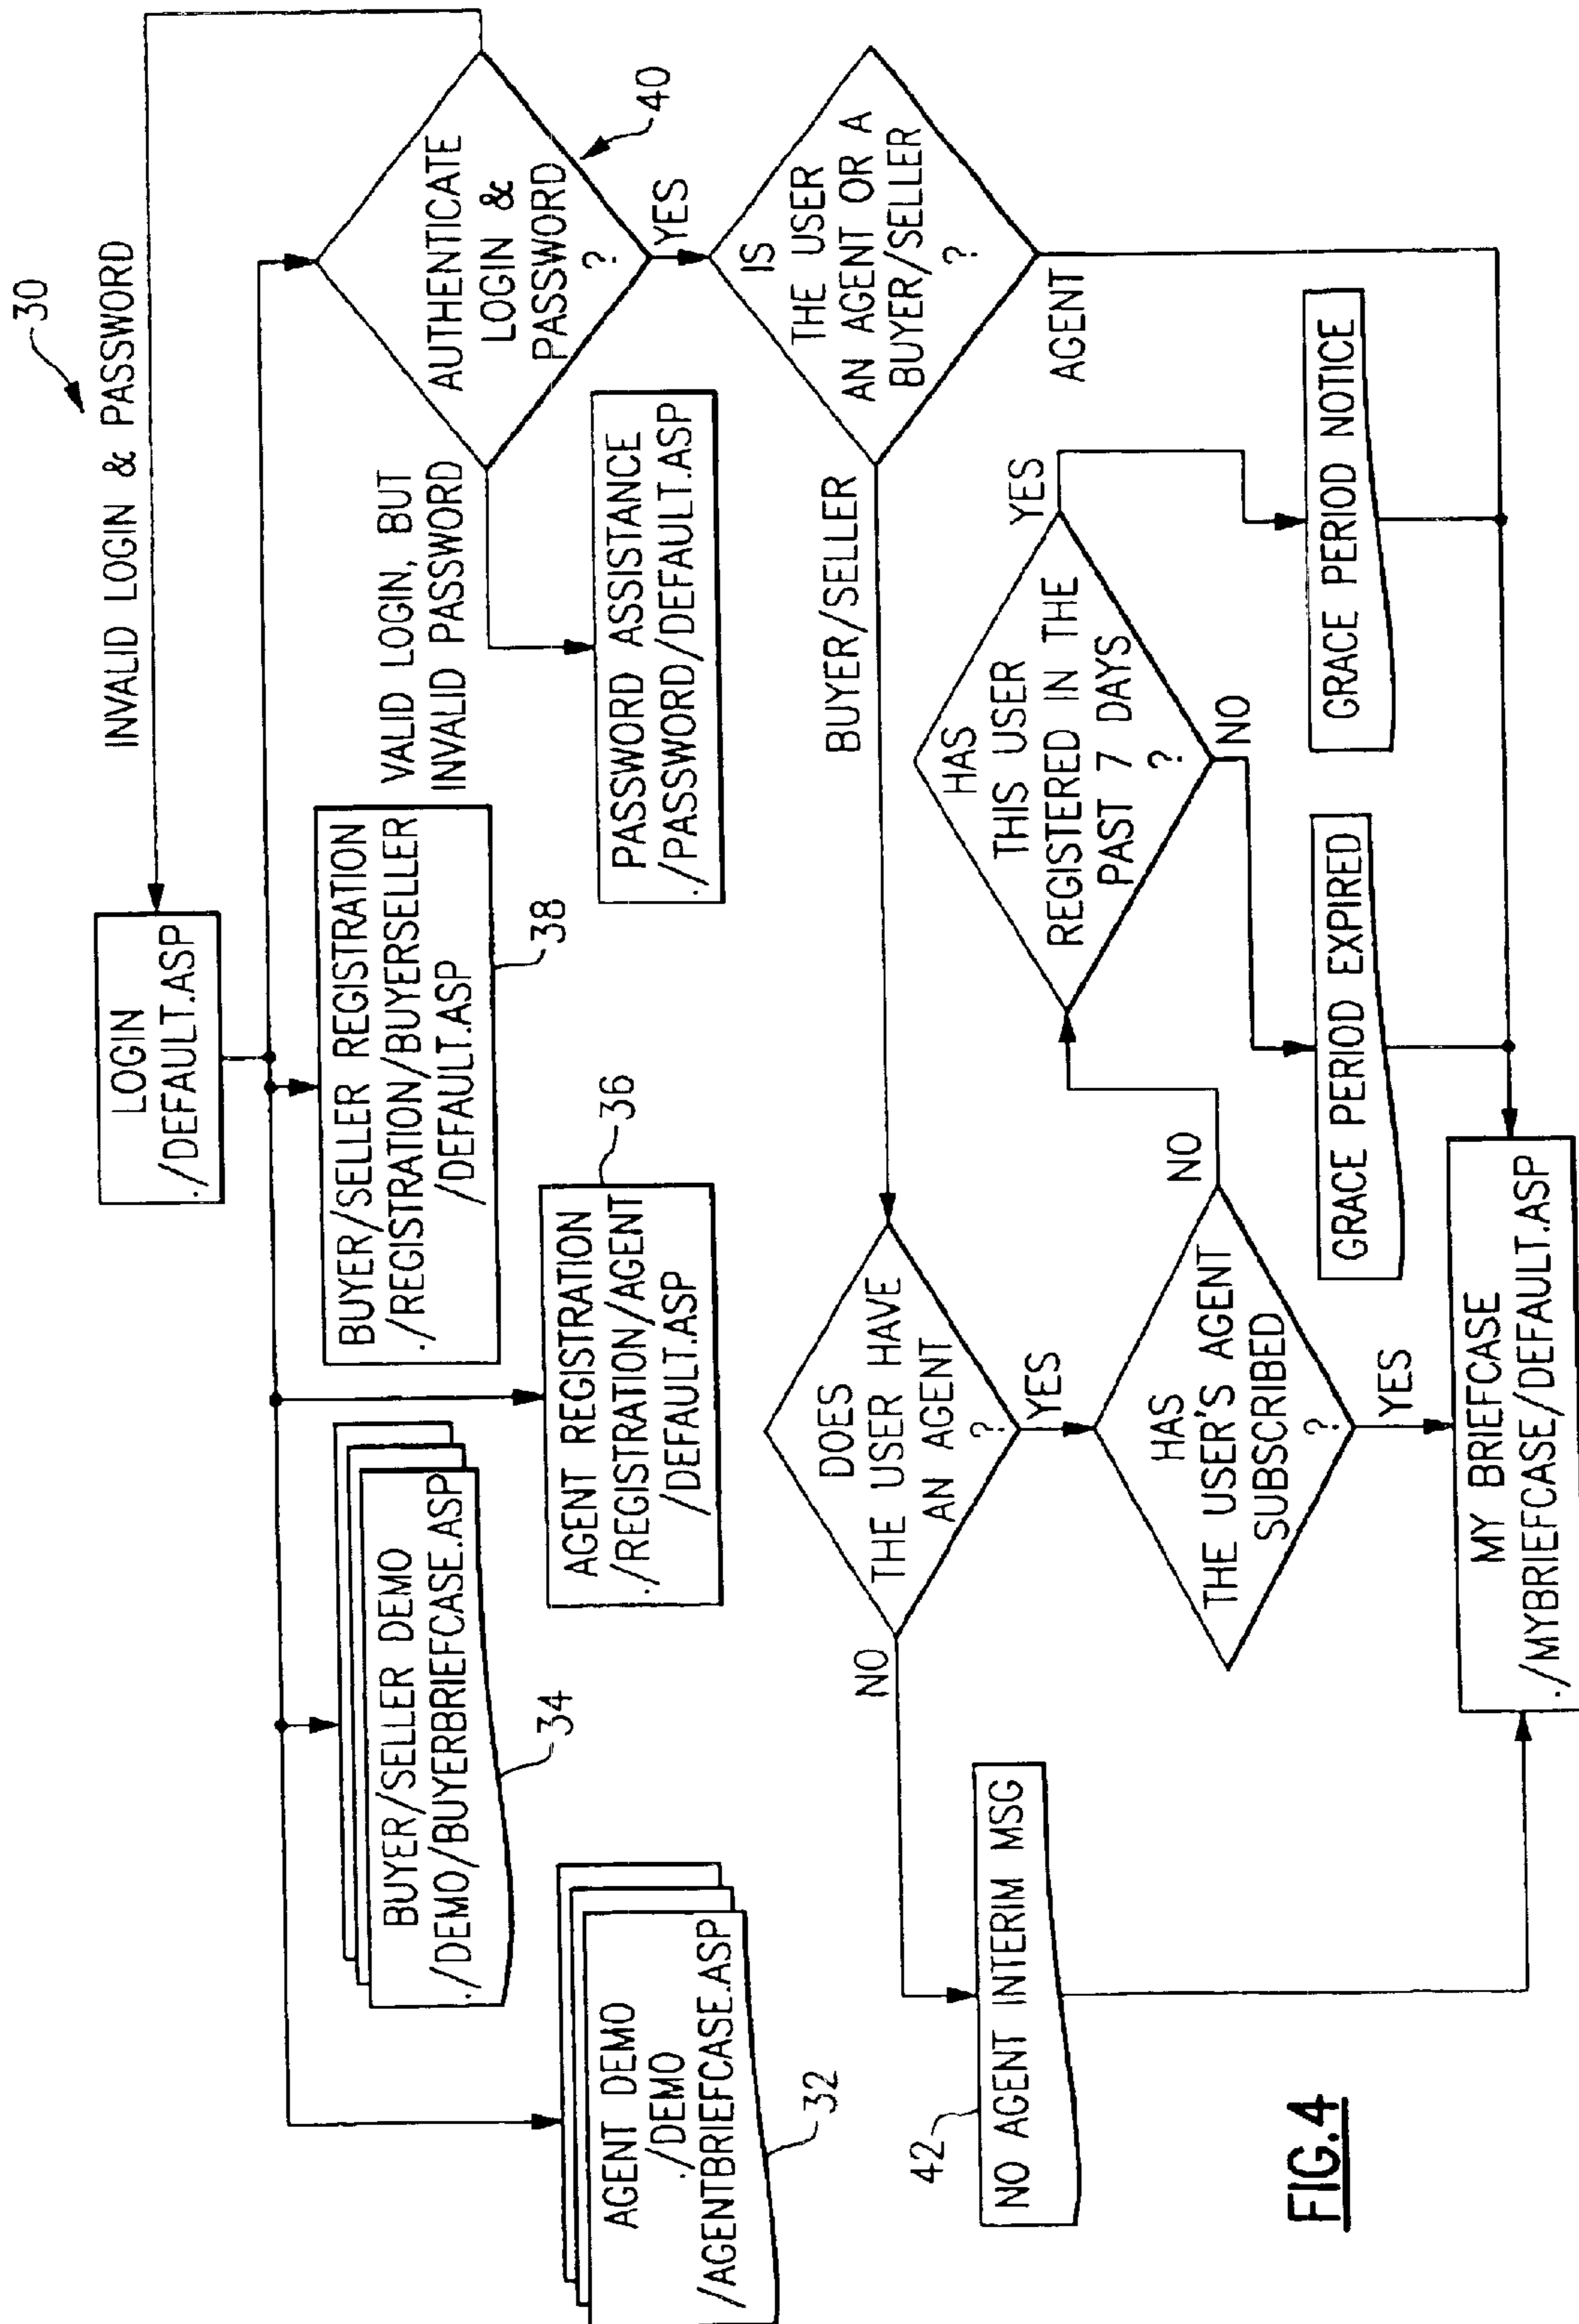 30
INVALID LOGIN & PASSWORD
LOGIN
./DEFAULT.ASP
AGENT DEMO
./DEMO
/AGENTBRIEFCASE.ASP
32
BUYER/SELLER DEMO
./DEMO/BUYERBRIEFCASE.ASP
34
AGENT REGISTRATION
./REGISTRATION/AGENT
/DEFAULT.ASP
36
BUYER/SELLER REGISTRATION
./REGISTRATION/BUYERSELLER
/DEFAULT.ASP
38
VALID LOGIN, BUT
INVALID PASSWORD
PASSWORD ASSISTANCE
./PASSWORD/DEFAULT.ASP
AUTHENTICATE
LOGIN &
PASSWORD
?
40
YES
IS
THE USER
AN AGENT OR A
BUYER/SELLER
?
BUYER/SELLER
AGENT
DOES
THE USER HAVE
AN AGENT
?
NO
YES
42
NO AGENT INTERIM MSG
HAS
THE USER'S AGENT
SUBSCRIBED
?
NO
YES
HAS
THIS USER
REGISTERED IN THE
PAST 7 DAYS
?
YES
NO
GRACE PERIOD EXPIRED
GRACE PERIOD NOTICE
MY BRIEFCASE
./MYBRIEFCASE/DEFAULT.ASP
FIG.4